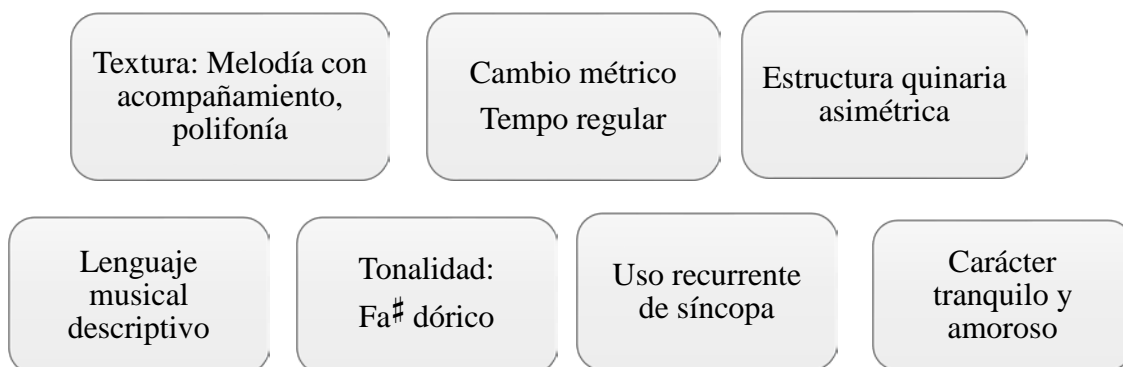 Textura: Melodía con
acompañamiento,
polifonía
Cambio métrico
Tempo regular
Estructura quinaria
asimétrica
Lenguaje
musical
descriptivo
Tonalidad:
Fa♯ dórico
Uso recurrente
de síncopa
Carácter
tranquilo y
amoroso